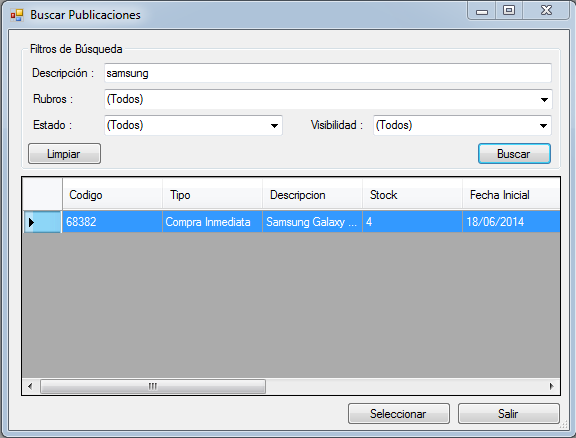 Buscar Publicaciones
Filtros de Búsqueda
Descripción : samsung
Rubros : (Todos)
Estado : (Todos) Visibilidad : (Todos)
Limpiar Buscar
Codigo Tipo Descripcion Stock Fecha Inicial
68382 Compra Inmediata Samsung Galaxy ... 4 18/06/2014
Seleccionar Salir